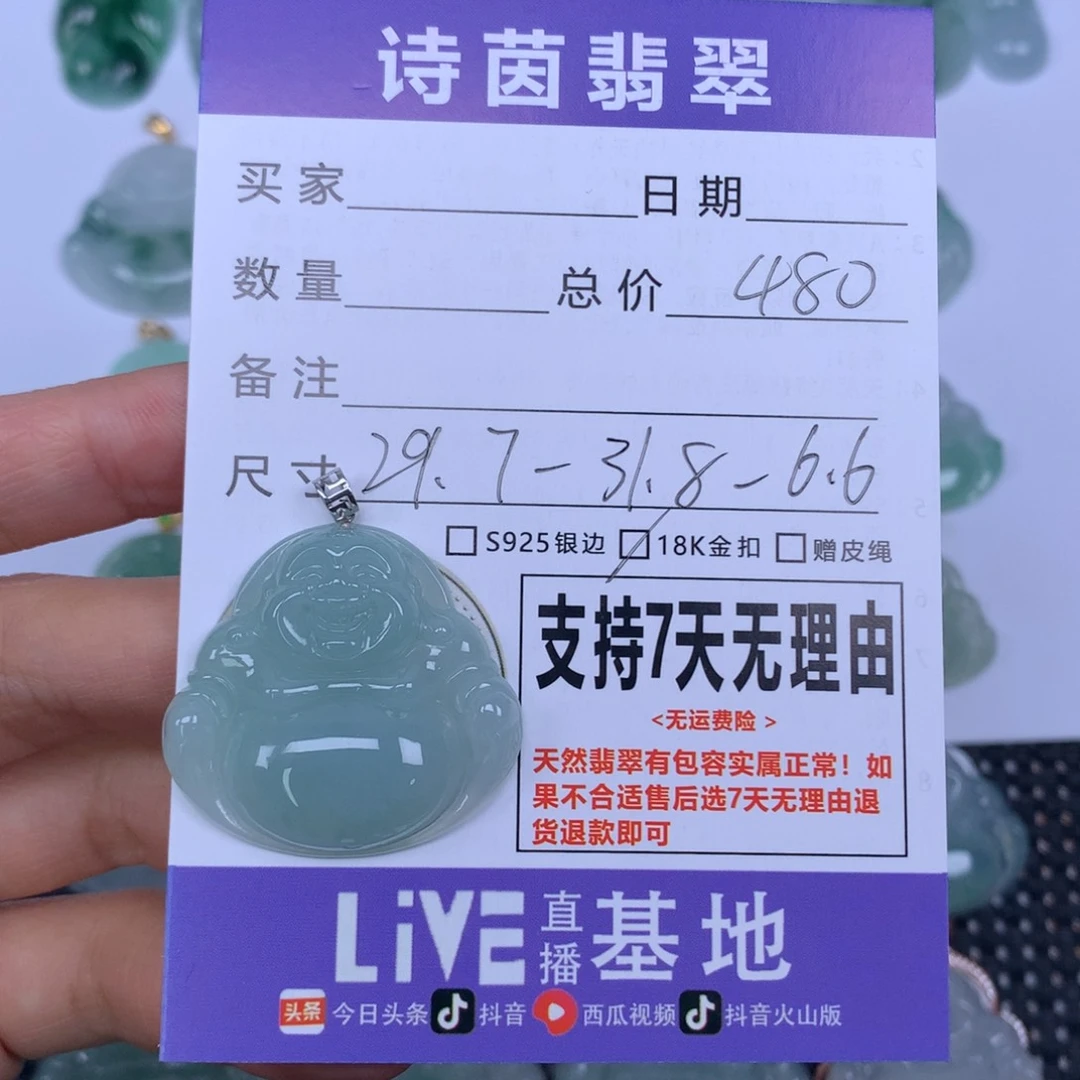 诗茵翡翠
买家 日期
数量 总价 480
备注
尺寸 29.7-31.8-6.6
S925银边 18K金扣 赠皮绳
支持7天无理由
<无运费险 >
天然翡翠有包容实属正常！如
果不合适售后选7天无理由退
货退款即可
LiVE 直播 基地
头条 今日头条 抖音 西瓜视频 抖音火山版